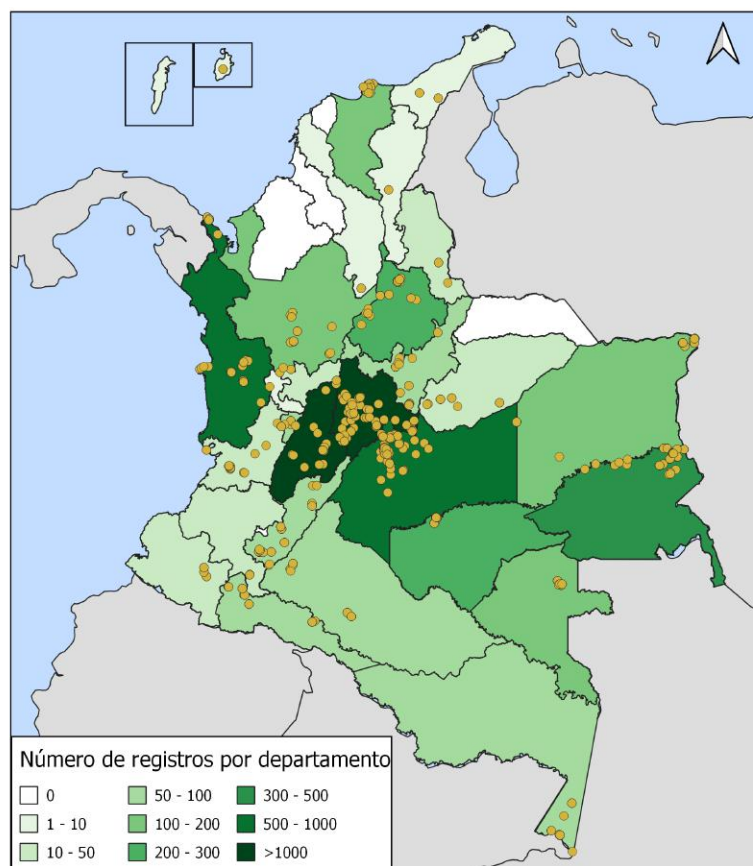 Número de registros por departamento
0 50 - 100 300 - 500
1 - 10 100 - 200 500 - 1000
10 - 50 200 - 300 >1000